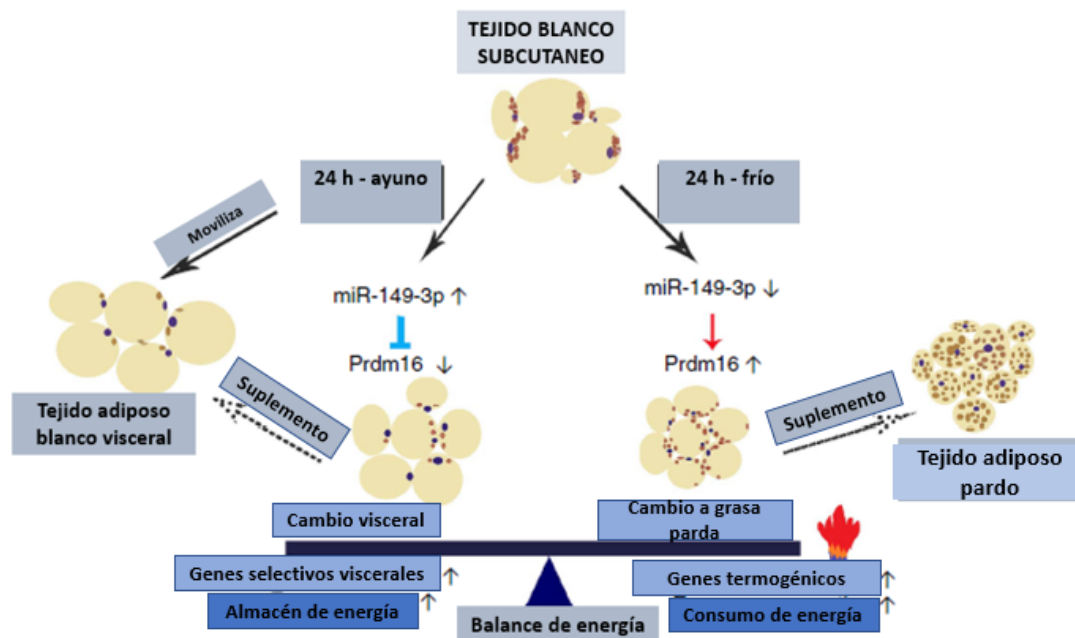 TEJIDO BLANCO
SUBCUTANEO
24 h - ayuno
24 h - frío
Moviliza
miR-149-3p ↑
miR-149-3p ↓
Prdm16 ↓
Prdm16 ↑
Suplemento
Suplemento
Tejido adiposo
blanco visceral
Tejido adiposo
pardo
Cambio visceral
Cambio a grasa
parda
Genes selectivos viscerales ↑
Genes termogénicos ↑
Almacén de energía ↑
Balance de energía
Consumo de energía ↑